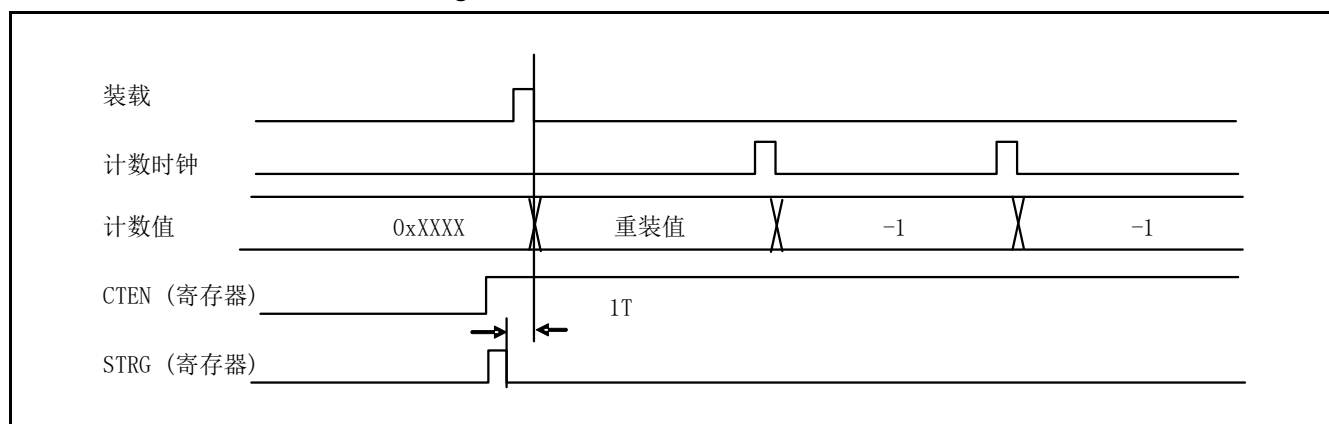 装载
计数时钟
计数值 0xXXXX 重装值 -1 -1
CTEN (寄存器) 1T
STRG (寄存器)